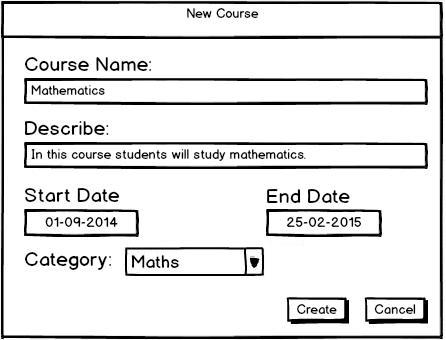 New Course
Course Name:
Mathematics
Describe:
In this course students will study mathematics.
Start Date End Date
01-09-2014 25-02-2015
Category: Maths
Create Cancel